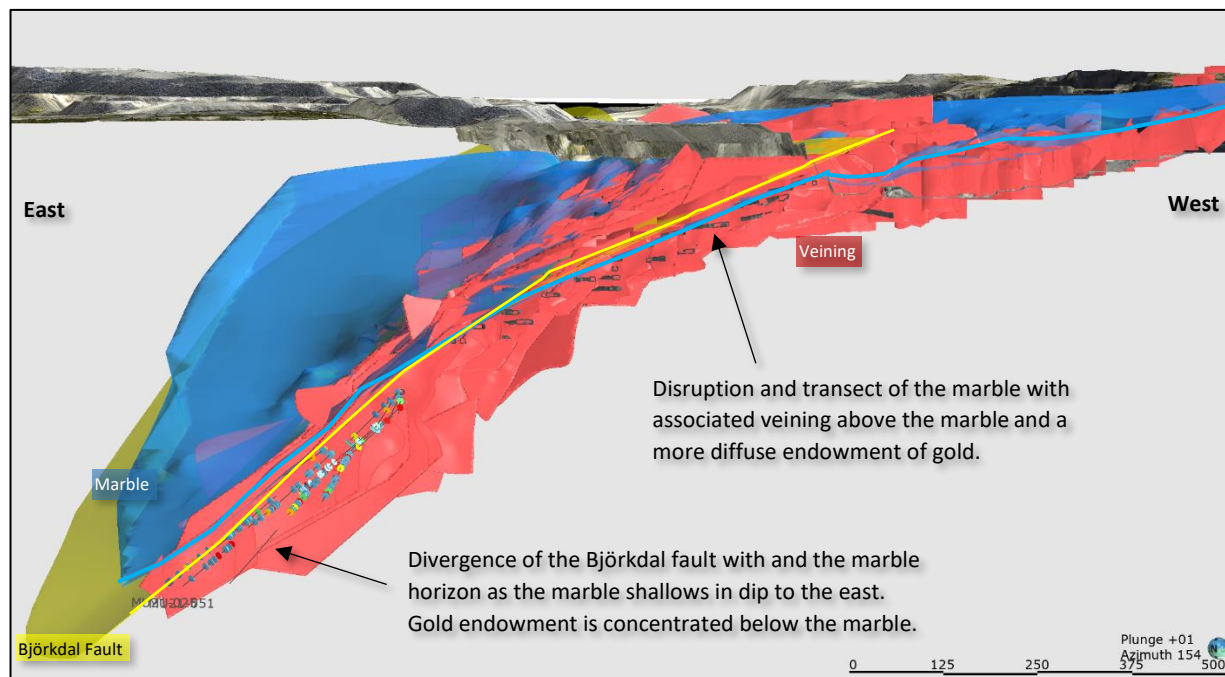 East
West
Veining
Disruption and transect of the marble with
associated veining above the marble and a
more diffuse endowment of gold.
Marble
Divergence of the Björkdal fault with and the marble
horizon as the marble shallows in dip to the east.
Gold endowment is concentrated below the marble.
Björkdal Fault
Plunge +01
Azimuth 154
0 125 250 375 500